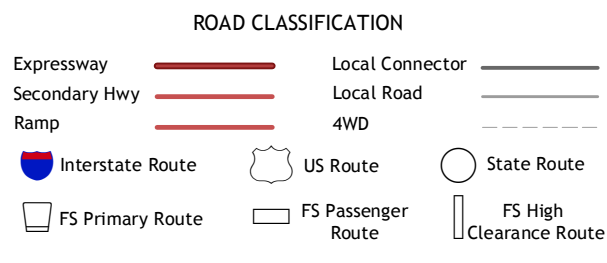 ROAD CLASSIFICATION
Expressway
Local Connector
Secondary Hwy
Local Road
Ramp
4WD
Interstate Route
US Route
State Route
FS Primary Route
FS Passenger
Route
FS High
Clearance Route